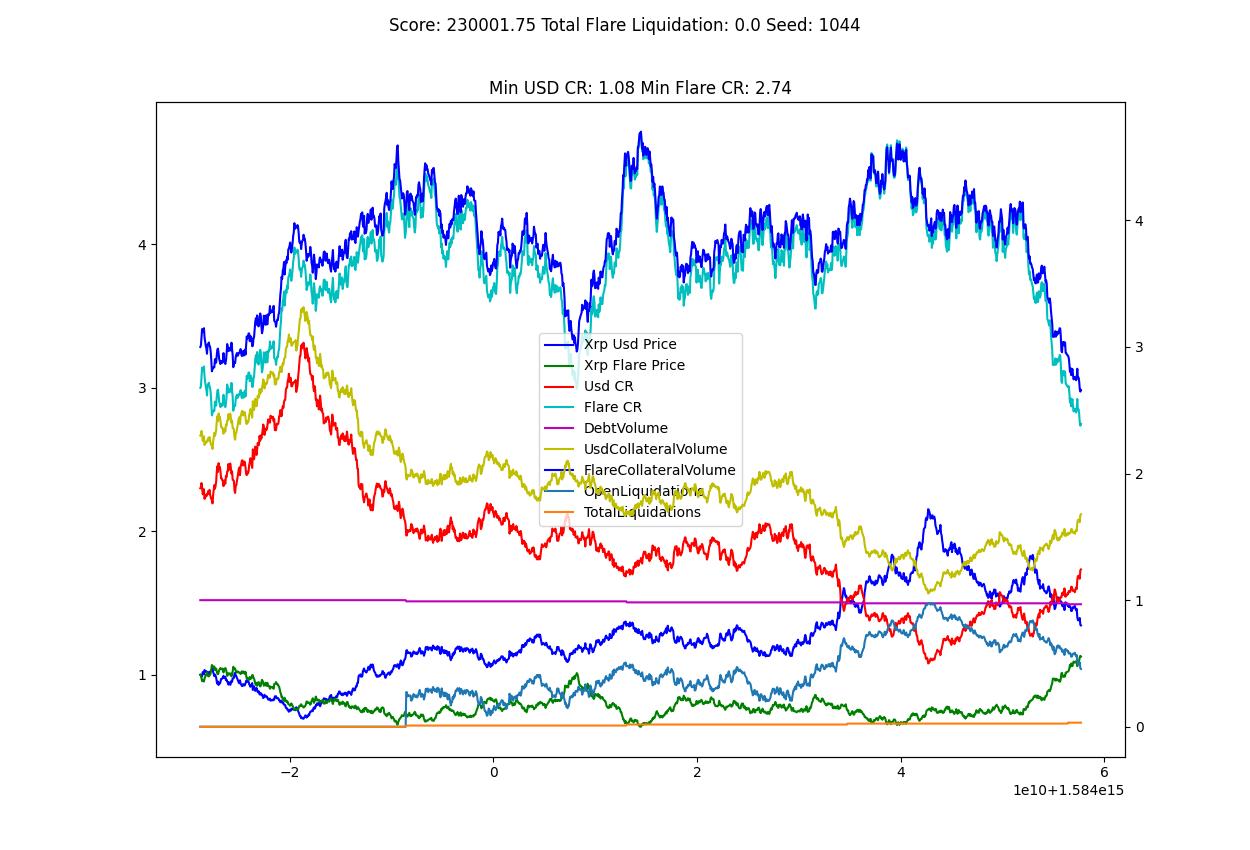 Score: 230001.75 Total Flare Liquidation: 0.0 Seed: 1044
Min USD CR: 1.08 Min Flare CR: 2.74
4
3
2
1
4
3
2
1
0
Xrp Usd Price
Xrp Flare Price
Usd CR
Flare CR
DebtVolume
UsdCollateralVolume
FlareCollateralVolume
OpenLiquidations
TotalLiquidations
−2 0 2 4 6
1e10+1.584e15